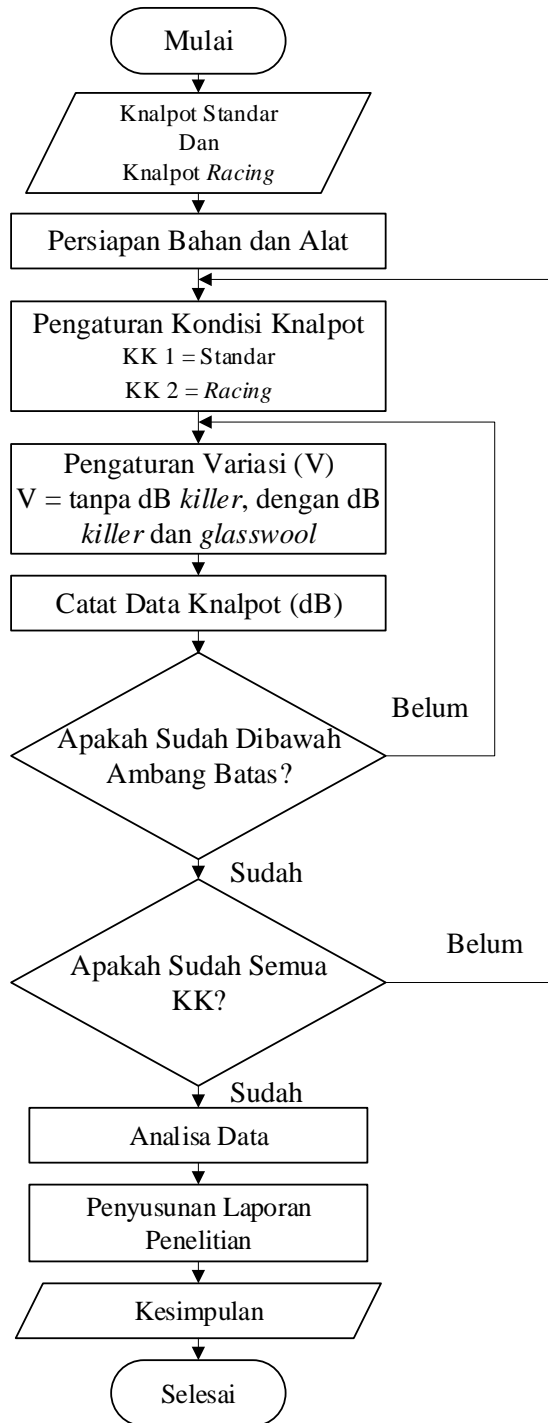 Mulai
Knalpot Standar
Dan
Knalpot Racing
Persiapan Bahan dan Alat
Pengaturan Kondisi Knalpot
KK 1 = Standar
KK 2 = Racing
Pengaturan Variasi (V)
V = tanpa dB killer, dengan dB
killer dan glasswool
Catat Data Knalpot (dB)
Belum
Apakah Sudah Dibawah
Ambang Batas?
Sudah
Belum
Apakah Sudah Semua
KK?
Sudah
Analisa Data
Penyusunan Laporan
Penelitian
Kesimpulan
Selesai